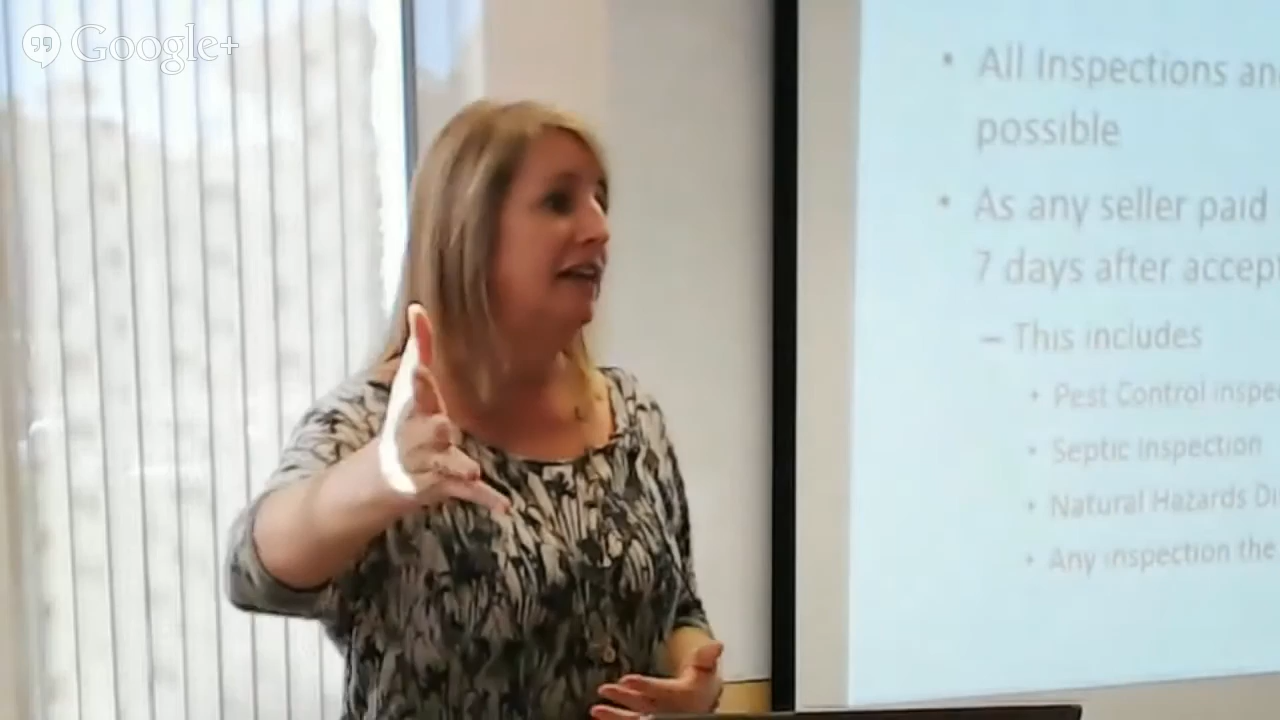 Google+
• All Inspections an
possible
• As any seller paid
7 days after accep
– This includes
• Pest Control inspe
• Septic Inspection
• Natural Hazards Di
• Any inspection the